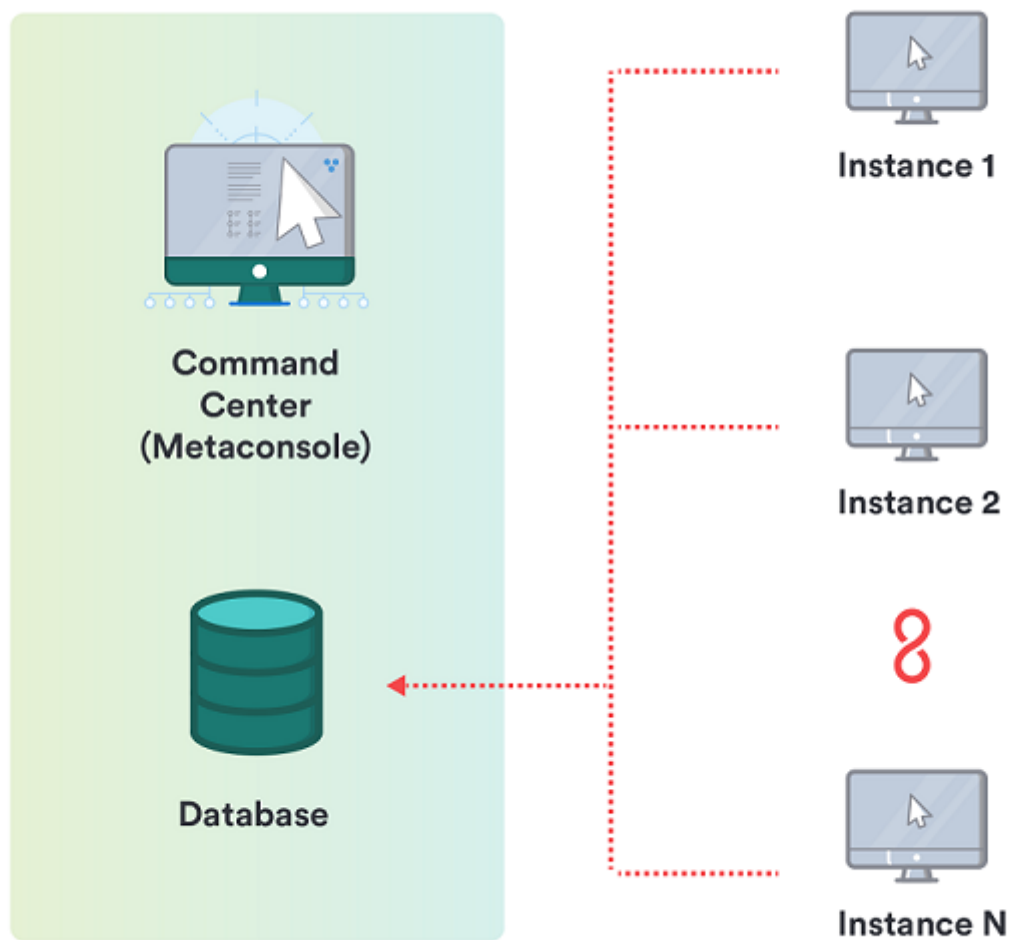 Command
Center
(Metaconsole)
Database
Instance 1
Instance 2
Instance N